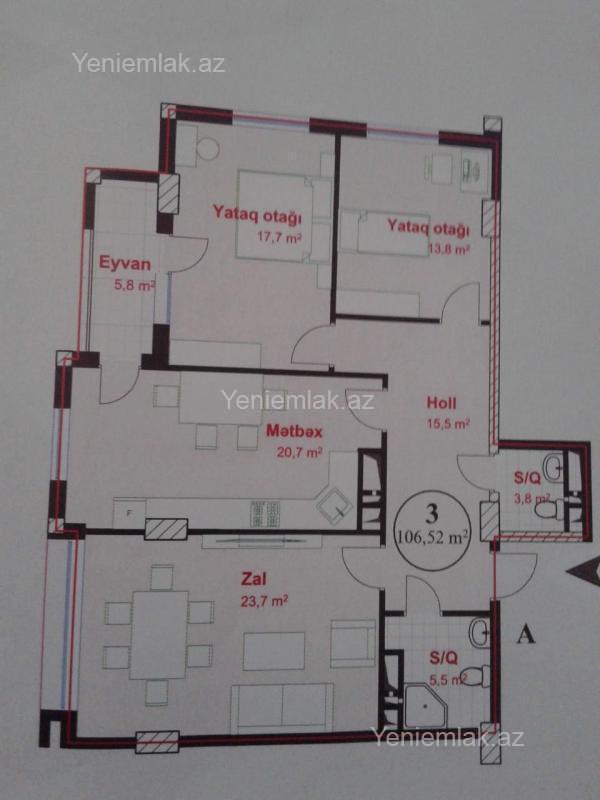 Yeniemlak.az
Yataq otağı
17,7 m²
Yataq otağı
13,8 m²
Eyvan
5,8 m²
Yeniemlak.az
Holl
15,5 m²
Mətbəx
20,7 m²
S/Q
3,8 m²
F
3
106,52 m²
Zal
23,7 m²
A
S/Q
5,5 m²
Yeniemlak.az